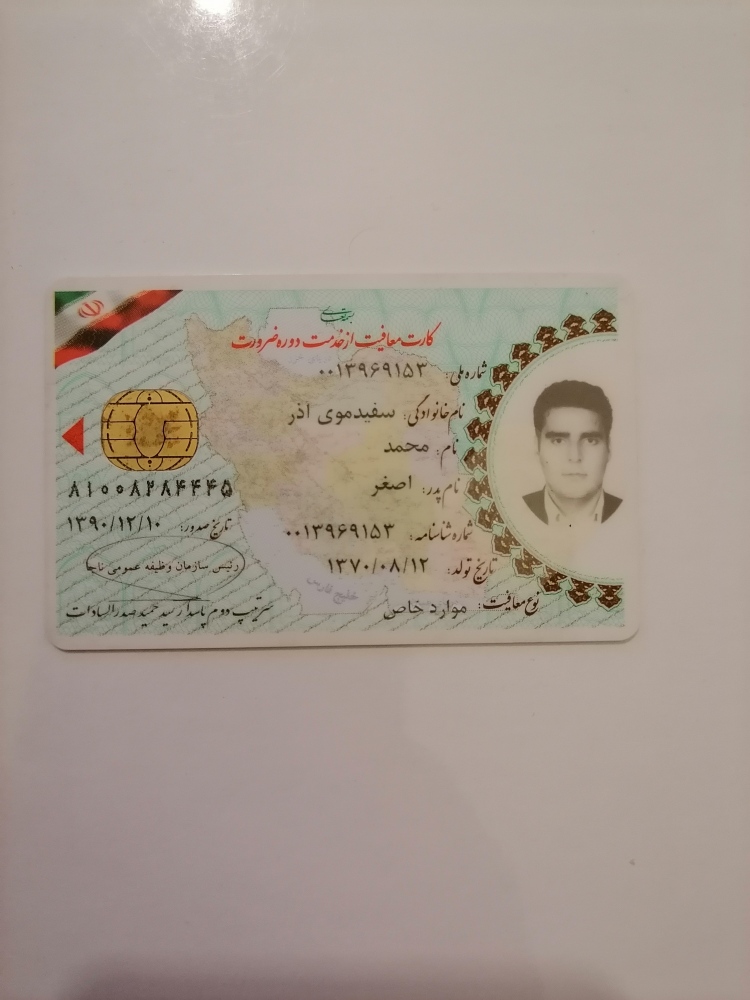 بسمه تعالی
کارت معافیت از خدمت دوره ضرورت
شماره ملی: ۰۰۱۳۹۶۹۱۵۳
نام خانوادگی: سفیدموی اذر
نام: محمد
نام پدر: اصغر
شماره شناسنامه: ۰۰۱۳۹۶۹۱۵۳
تاریخ تولد: ۱۳۷۰/۰۸/۱۲
نوع معافیت: موارد خاص
۸۱۰۰۸۲۸۴۴۴۵
تاریخ صدور: ۱۳۹۰/۱۲/۱۰
رئیس سازمان وظیفه عمومی ناجا
سرتیپ دوم پاسدار سید حمید صدرالسادات
خلیج فارس